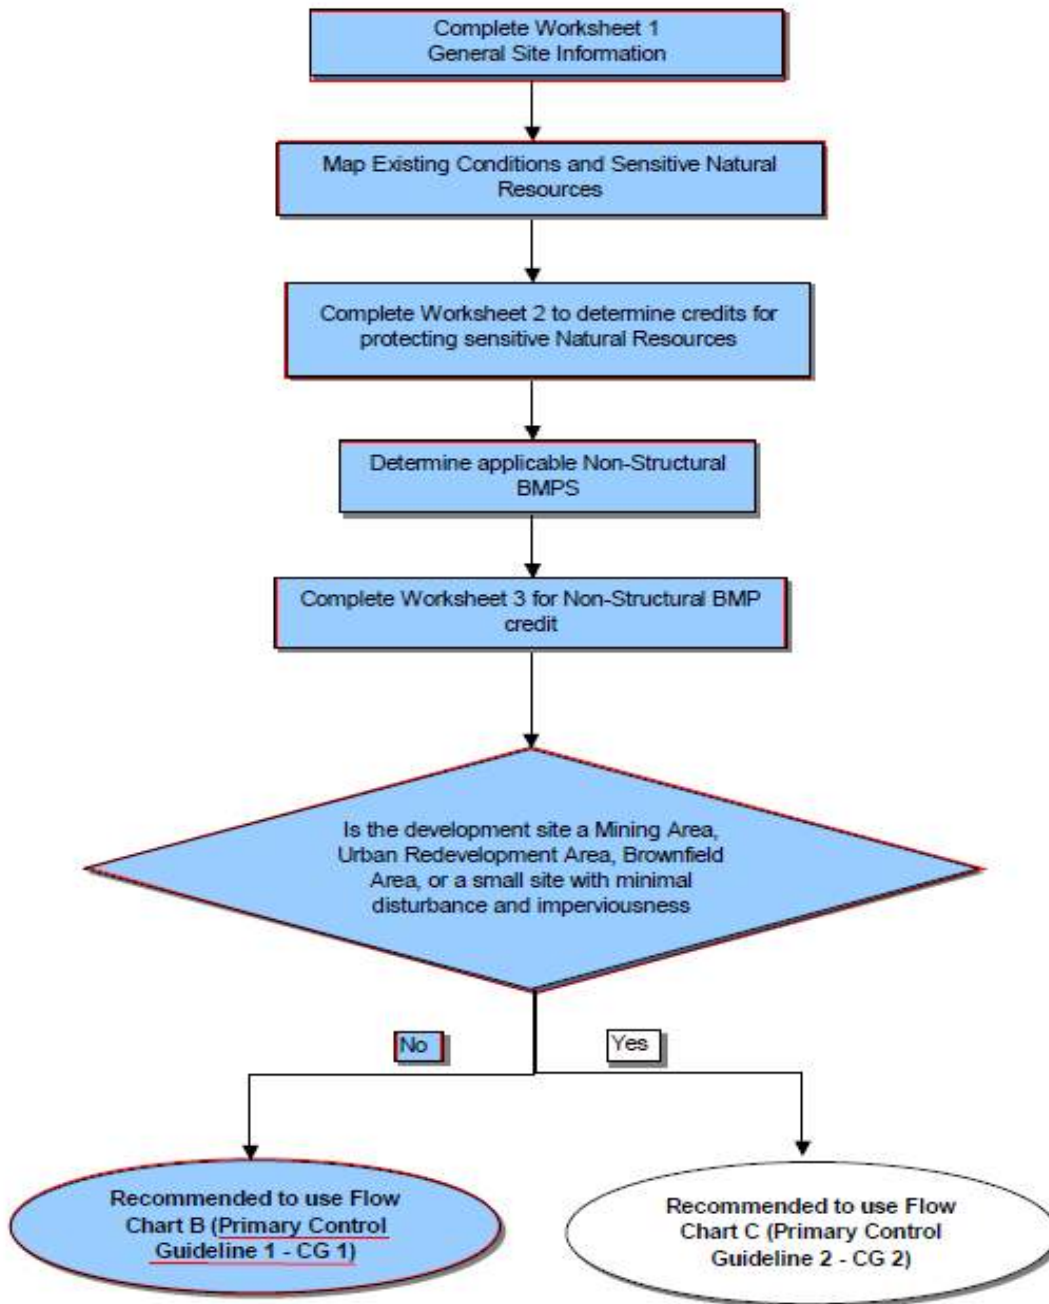 Complete Worksheet 1
General Site Information
Map Existing Conditions and Sensitive Natural
Resources
Complete Worksheet 2 to determine credits for
protecting sensitive Natural Resources
Determine applicable Non-Structural
BMPS
Complete Worksheet 3 for Non-Structural BMP
credit
Is the development site a Mining Area,
Urban Redevelopment Area, Brownfield
Area, or a small site with minimal
disturbance and imperviousness
No
Yes
Recommended to use Flow
Chart B (Primary Control
Guideline 1 - CG 1)
Recommended to use Flow
Chart C (Primary Control
Guideline 2 - CG 2)